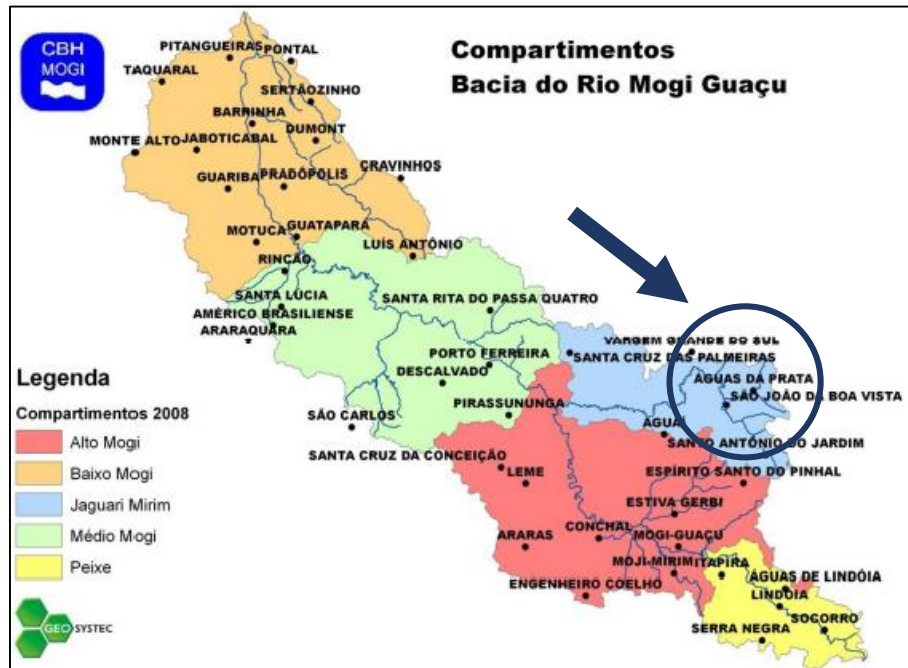 CBH
MOGI
Compartimentos
Bacia do Rio Mogi Guaçu
PITANGUEIRAS
PONTAL
TAQUARAL
SERTÃOZINHO
BARRINHA
DUMONT
MONTE ALTO
JABOTICABAL
CRAVINHOS
GUARIBA
PRADÓPOLIS
MOTUCA
GUATAPARÁ
LUÍS ANTÔNIO
RINCÃO
SANTA LÚCIA
SANTA RITA DO PASSA QUATRO
AMÉRICO BRASILIENSE
ARARAQUARA
VARGEM GRANDE DO SUL
SANTA CRUZ DAS PALMEIRAS
PORTO FERREIRA
DESCALVADO
ÁGUAS DA PRATA
SÃO JOÃO DA BOA VISTA
PIRASSUNUNGA
SÃO CARLOS
AGUAÍ
SANTO ANTÔNIO DO JARDIM
SANTA CRUZ DA CONCEIÇÃO
LEME
ESPÍRITO SANTO DO PINHAL
ESTIVA GERBI
ARARAS
CONCHAL
MOGI-GUAÇU
MOJI-MIRIM
ITAPIRA
ENGENHEIRO COELHO
ÁGUAS DE LINDÓIA
LINDÓIA
SOCORRO
SERRA NEGRA
Legenda
Compartimentos 2008
Alto Mogi
Baixo Mogi
Jaguari Mirim
Médio Mogi
Peixe
GEO SYSTEC